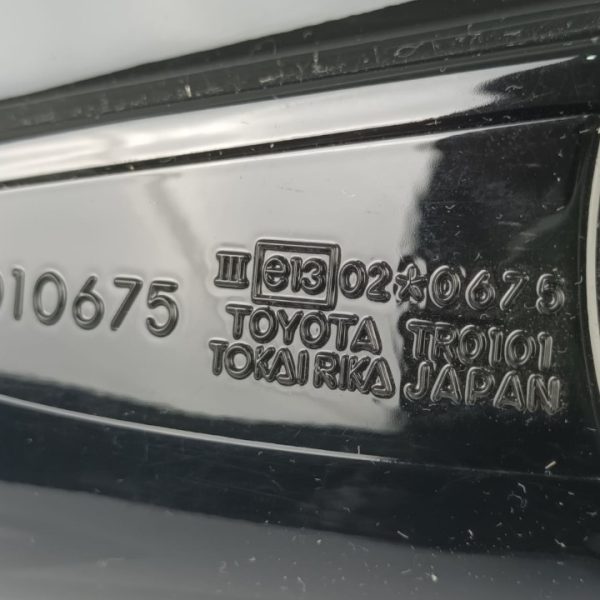 010675
III e13 02*0675
TOYOTA TR0101
TOKAI RIKA JAPAN